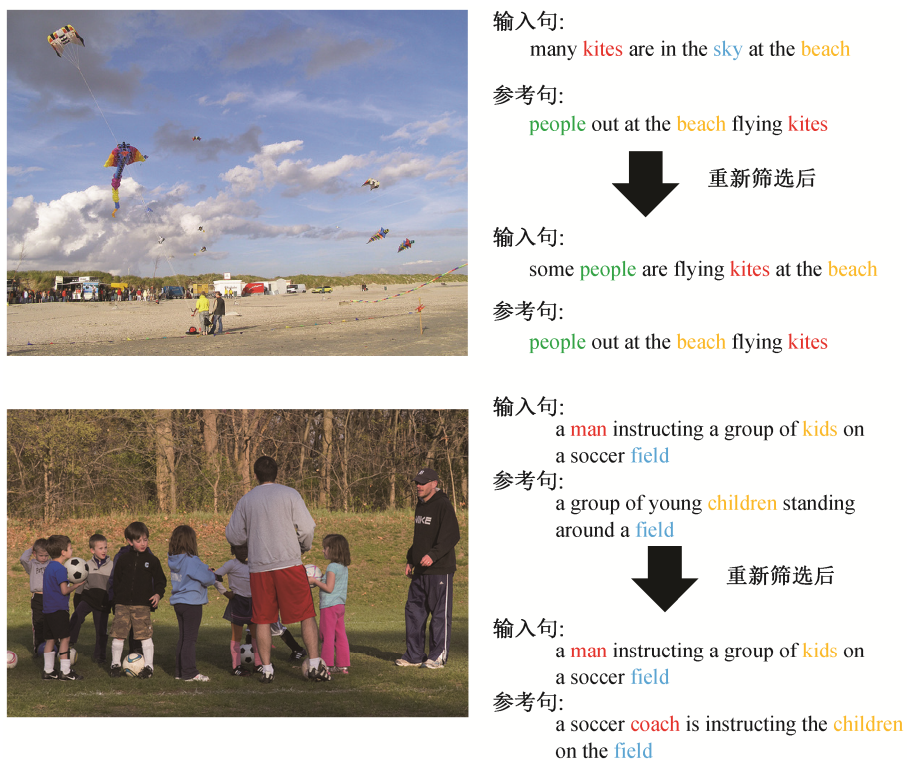 输入句:
many kites are in the sky at the beach
参考句:
people out at the beach flying kites
重新筛选后
输入句:
some people are flying kites at the beach
参考句:
people out at the beach flying kites
输入句:
a man instructing a group of kids on
a soccer field
参考句:
a group of young children standing
around a field
重新筛选后
输入句:
a man instructing a group of kids on
a soccer field
参考句:
a soccer coach is instructing the children
on the field
NIKE